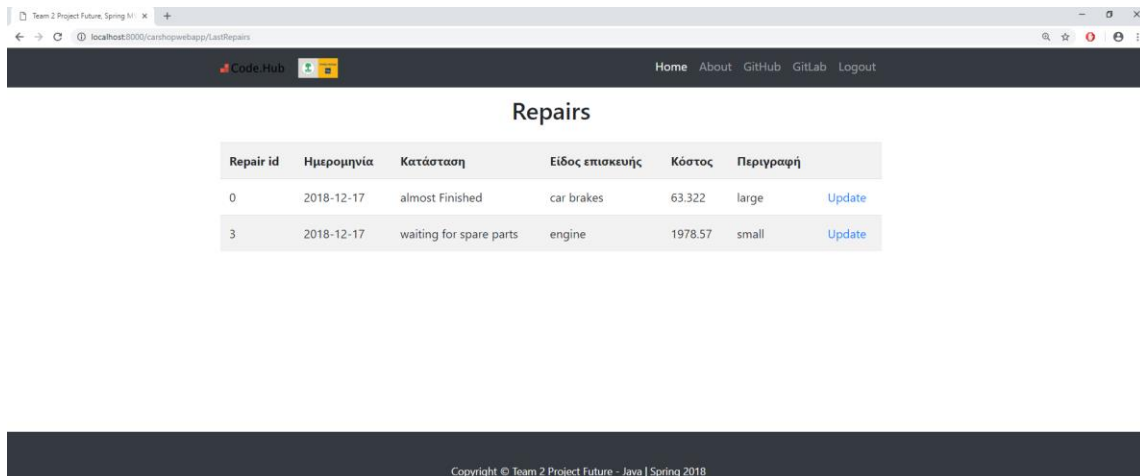 Team 2 Project Future, Spring M
localhost:8000/carshopwebapp/LastRepairs
Code.Hub
Home About GitHub GitLab Logout
Repairs
Repair id Ημερομηνία Κατάσταση Είδος επισκευής Κόστος Περιγραφή
0 2018-12-17 almost Finished car brakes 63.322 large Update
3 2018-12-17 waiting for spare parts engine 1978.57 small Update
Copyright © Team 2 Project Future - Java | Spring 2018